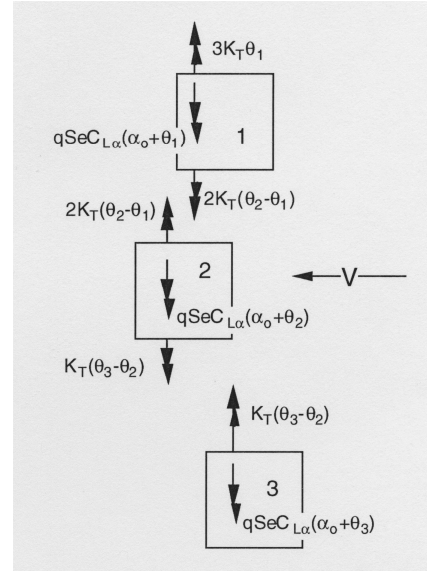 3K_Tθ_1
qSeC_Lα(α_o+θ_1)
1
2K_T(θ_2-θ_1)
2K_T(θ_2-θ_1)
2
V
qSeC_Lα(α_o+θ_2)
K_T(θ_3-θ_2)
K_T(θ_3-θ_2)
3
qSeC_Lα(α_o+θ_3)